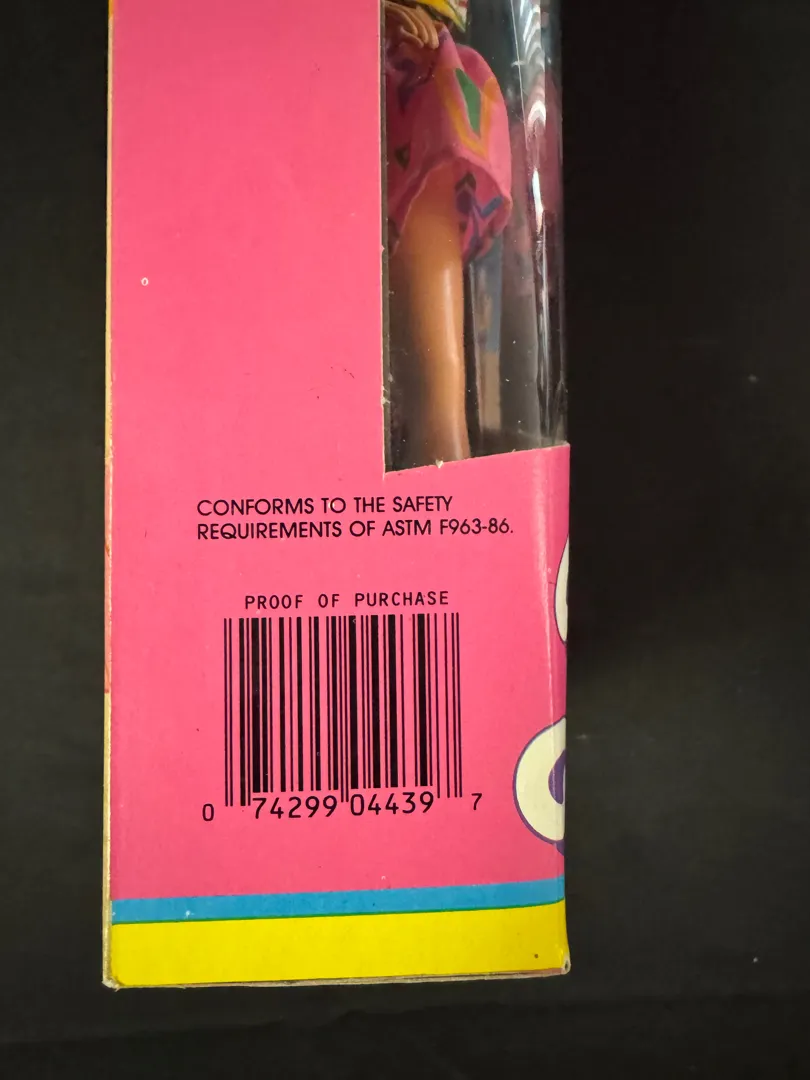 CONFORMS TO THE SAFETY
REQUIREMENTS OF ASTM F963-86.
PROOF OF PURCHASE
0 74299 04439 7